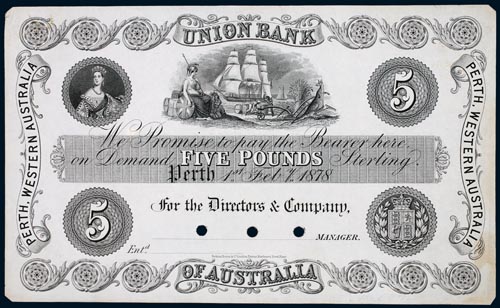 UNION BANK
PERTH, WESTERN AUSTRALIA
PERTH, WESTERN AUSTRALIA
5
We Promise to pay the Bearer here
on Demand FIVE POUNDS Sterling.
Perth 1st Feby. 1878
For the Directors & Company,
5
MANAGER.
Entd.
OF AUSTRALIA